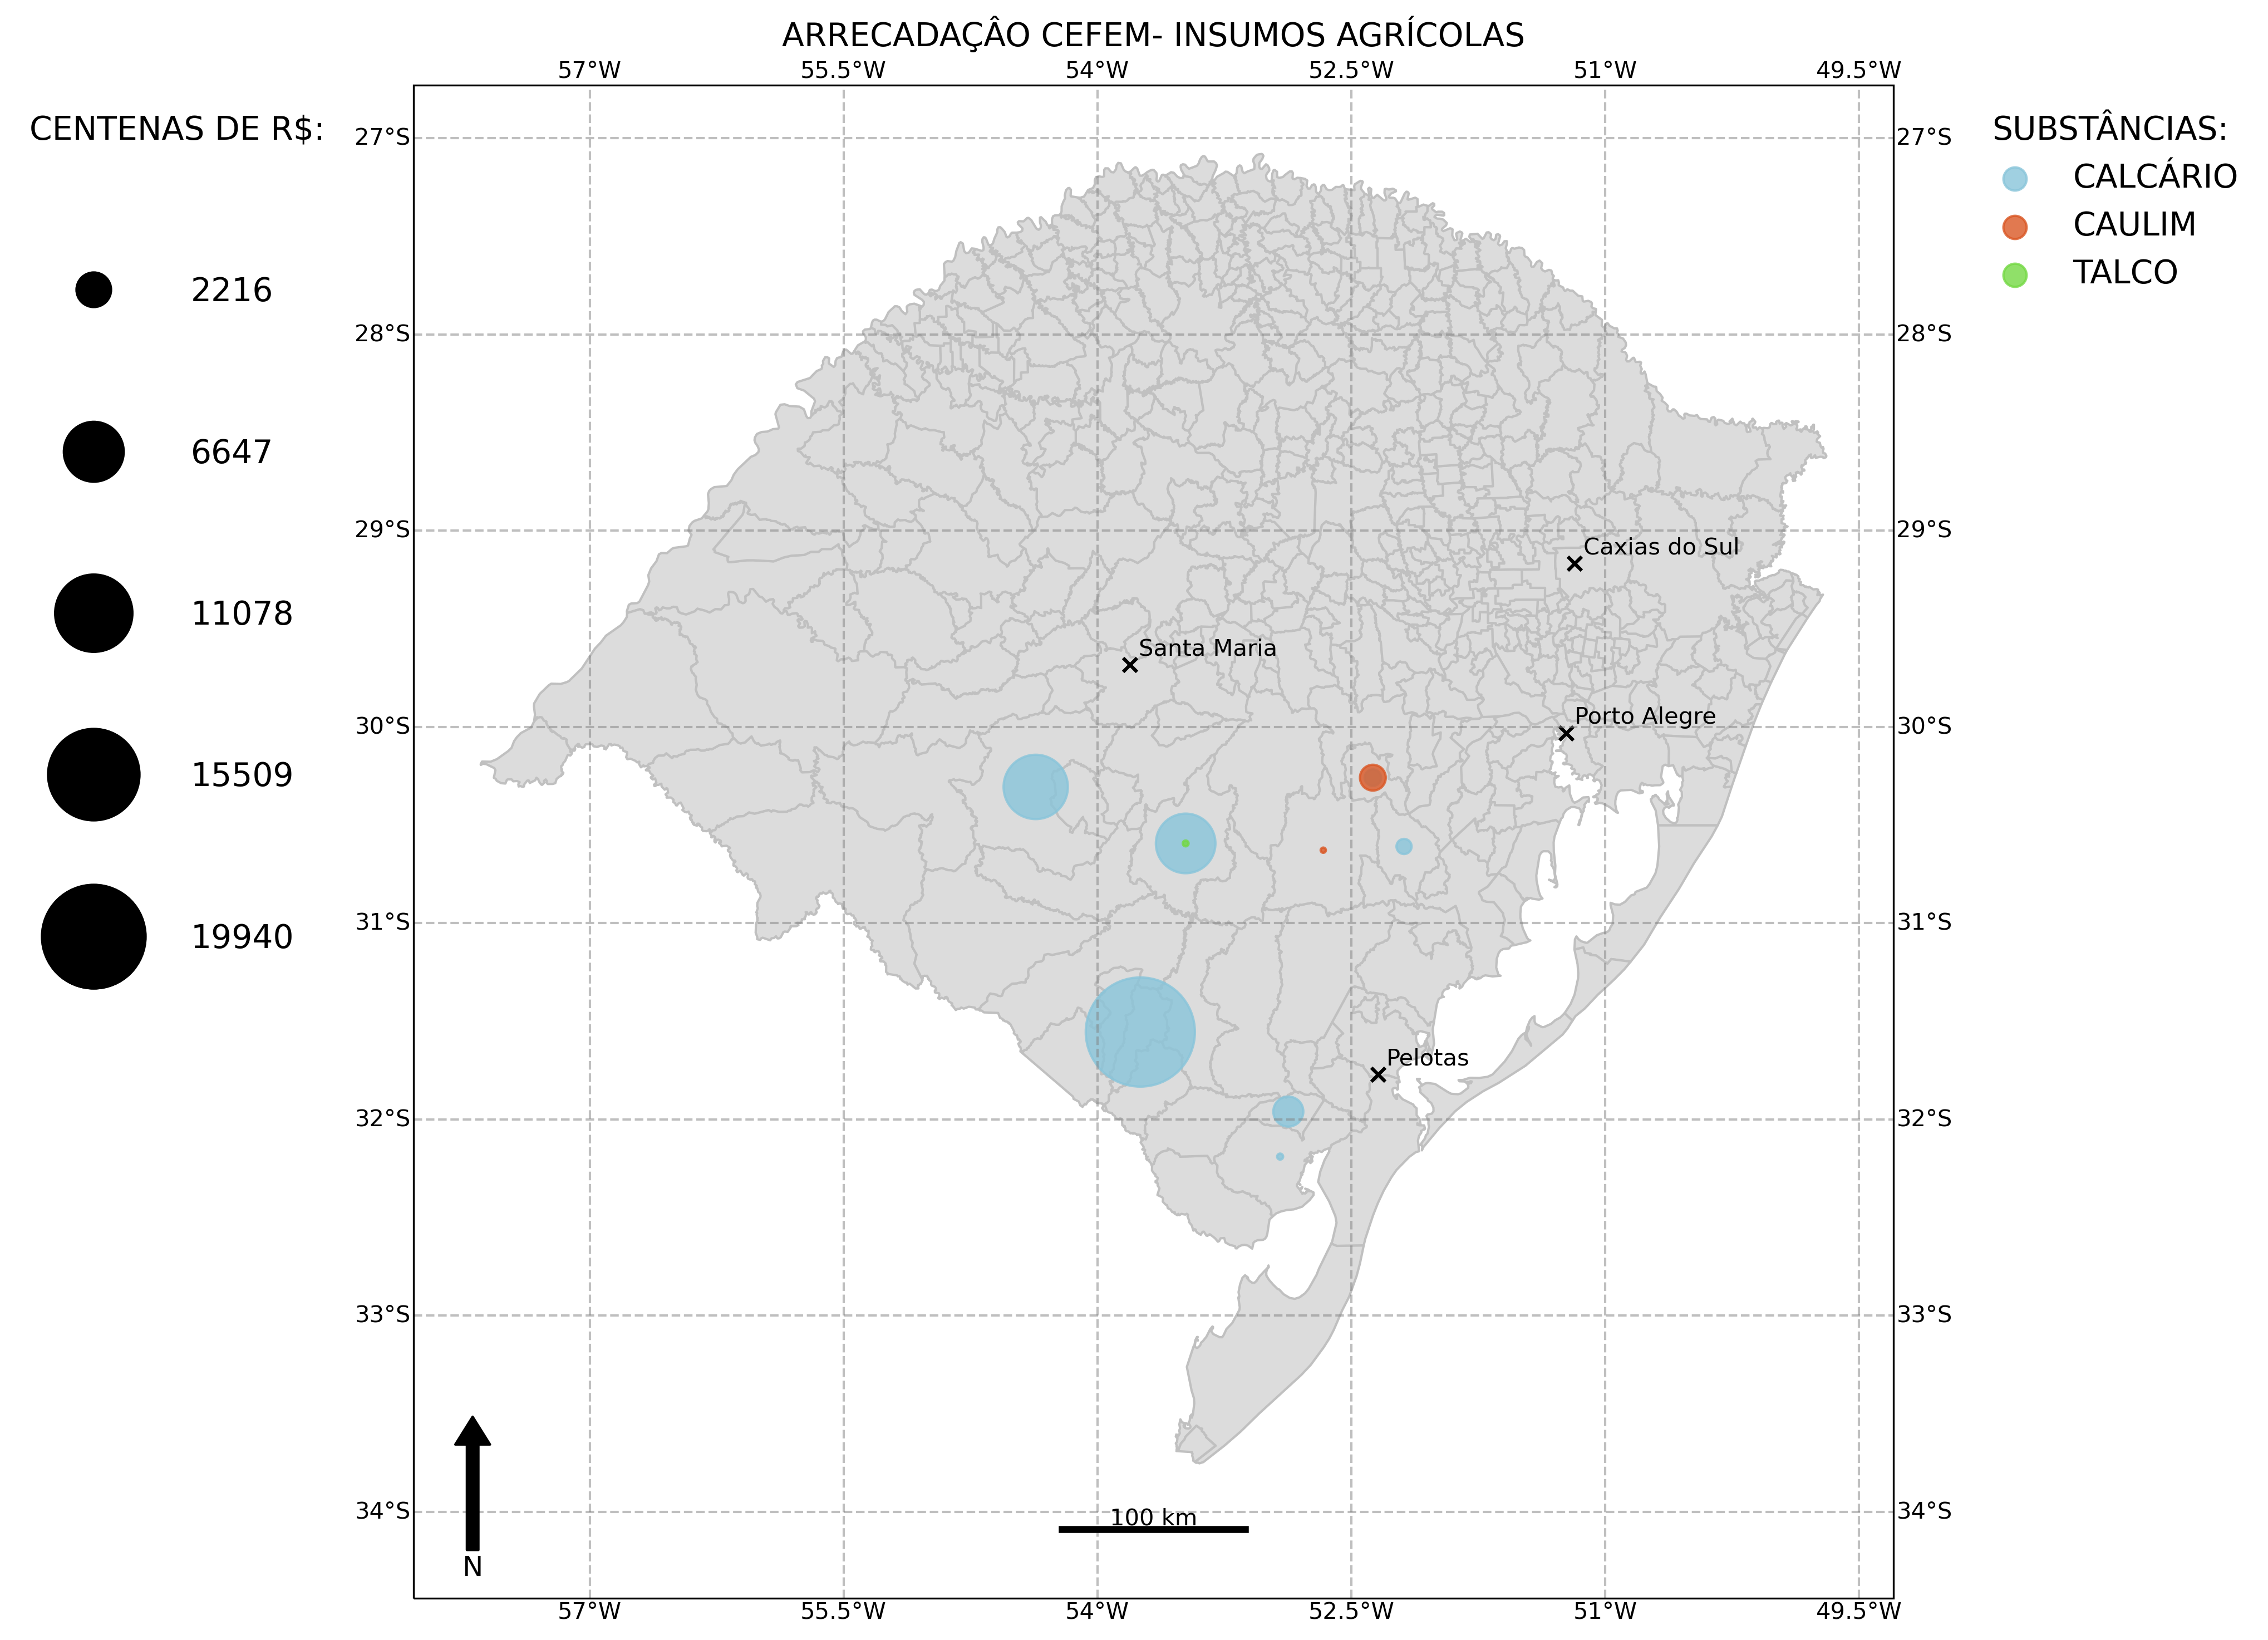 ARRECADAÇÂO CEFEM- INSUMOS AGRÍCOLAS
57°W 55.5°W 54°W 52.5°W 51°W 49.5°W
CENTENAS DE R$:
2216
6647
11078
15509
19940
SUBSTÂNCIAS:
CALCÁRIO
CAULIM
TALCO
27°S 27°S
28°S 28°S
29°S 29°S
Caxias do Sul
Santa Maria
Porto Alegre
30°S 30°S
31°S 31°S
Pelotas
32°S 32°S
33°S 33°S
34°S 34°S
100 km
N
57°W 55.5°W 54°W 52.5°W 51°W 49.5°W